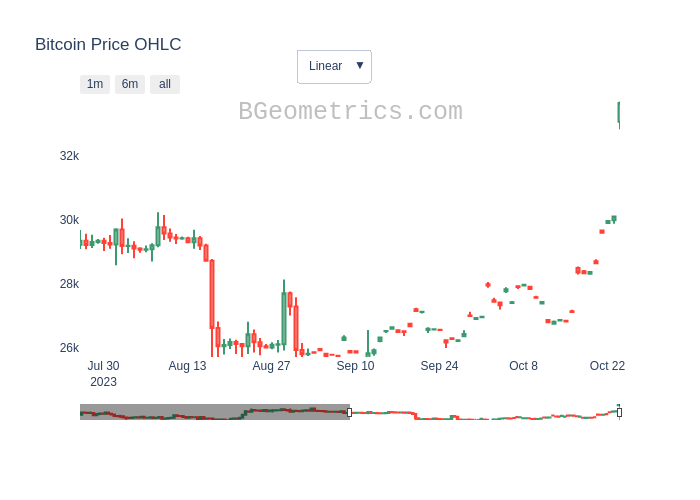 Bitcoin Price OHLC
Linear ▼
1m 6m all
BGeometrics.com
32k
30k
28k
26k
Jul 30 Aug 13 Aug 27 Sep 10 Sep 24 Oct 8 Oct 22
2023